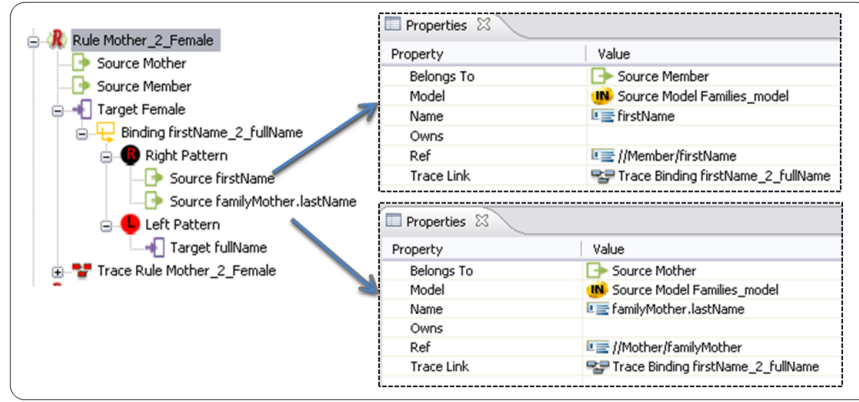 Rule Mother_2_Female
Source Mother
Source Member
Target Female
Binding firstName_2_fullName
R Right Pattern
Source firstName
Source familyMother.lastName
L Left Pattern
Target fullName
Trace Rule Mother_2_Female
Properties
Property Value
Belongs To Source Member
Model IN Source Model Families_model
Name firstName
Owns
Ref //Member/firstName
Trace Link Trace Binding firstName_2_fullName
Properties
Property Value
Belongs To Source Mother
Model IN Source Model Families_model
Name familyMother.lastName
Owns
Ref //Mother/familyMother
Trace Link Trace Binding firstName_2_fullName